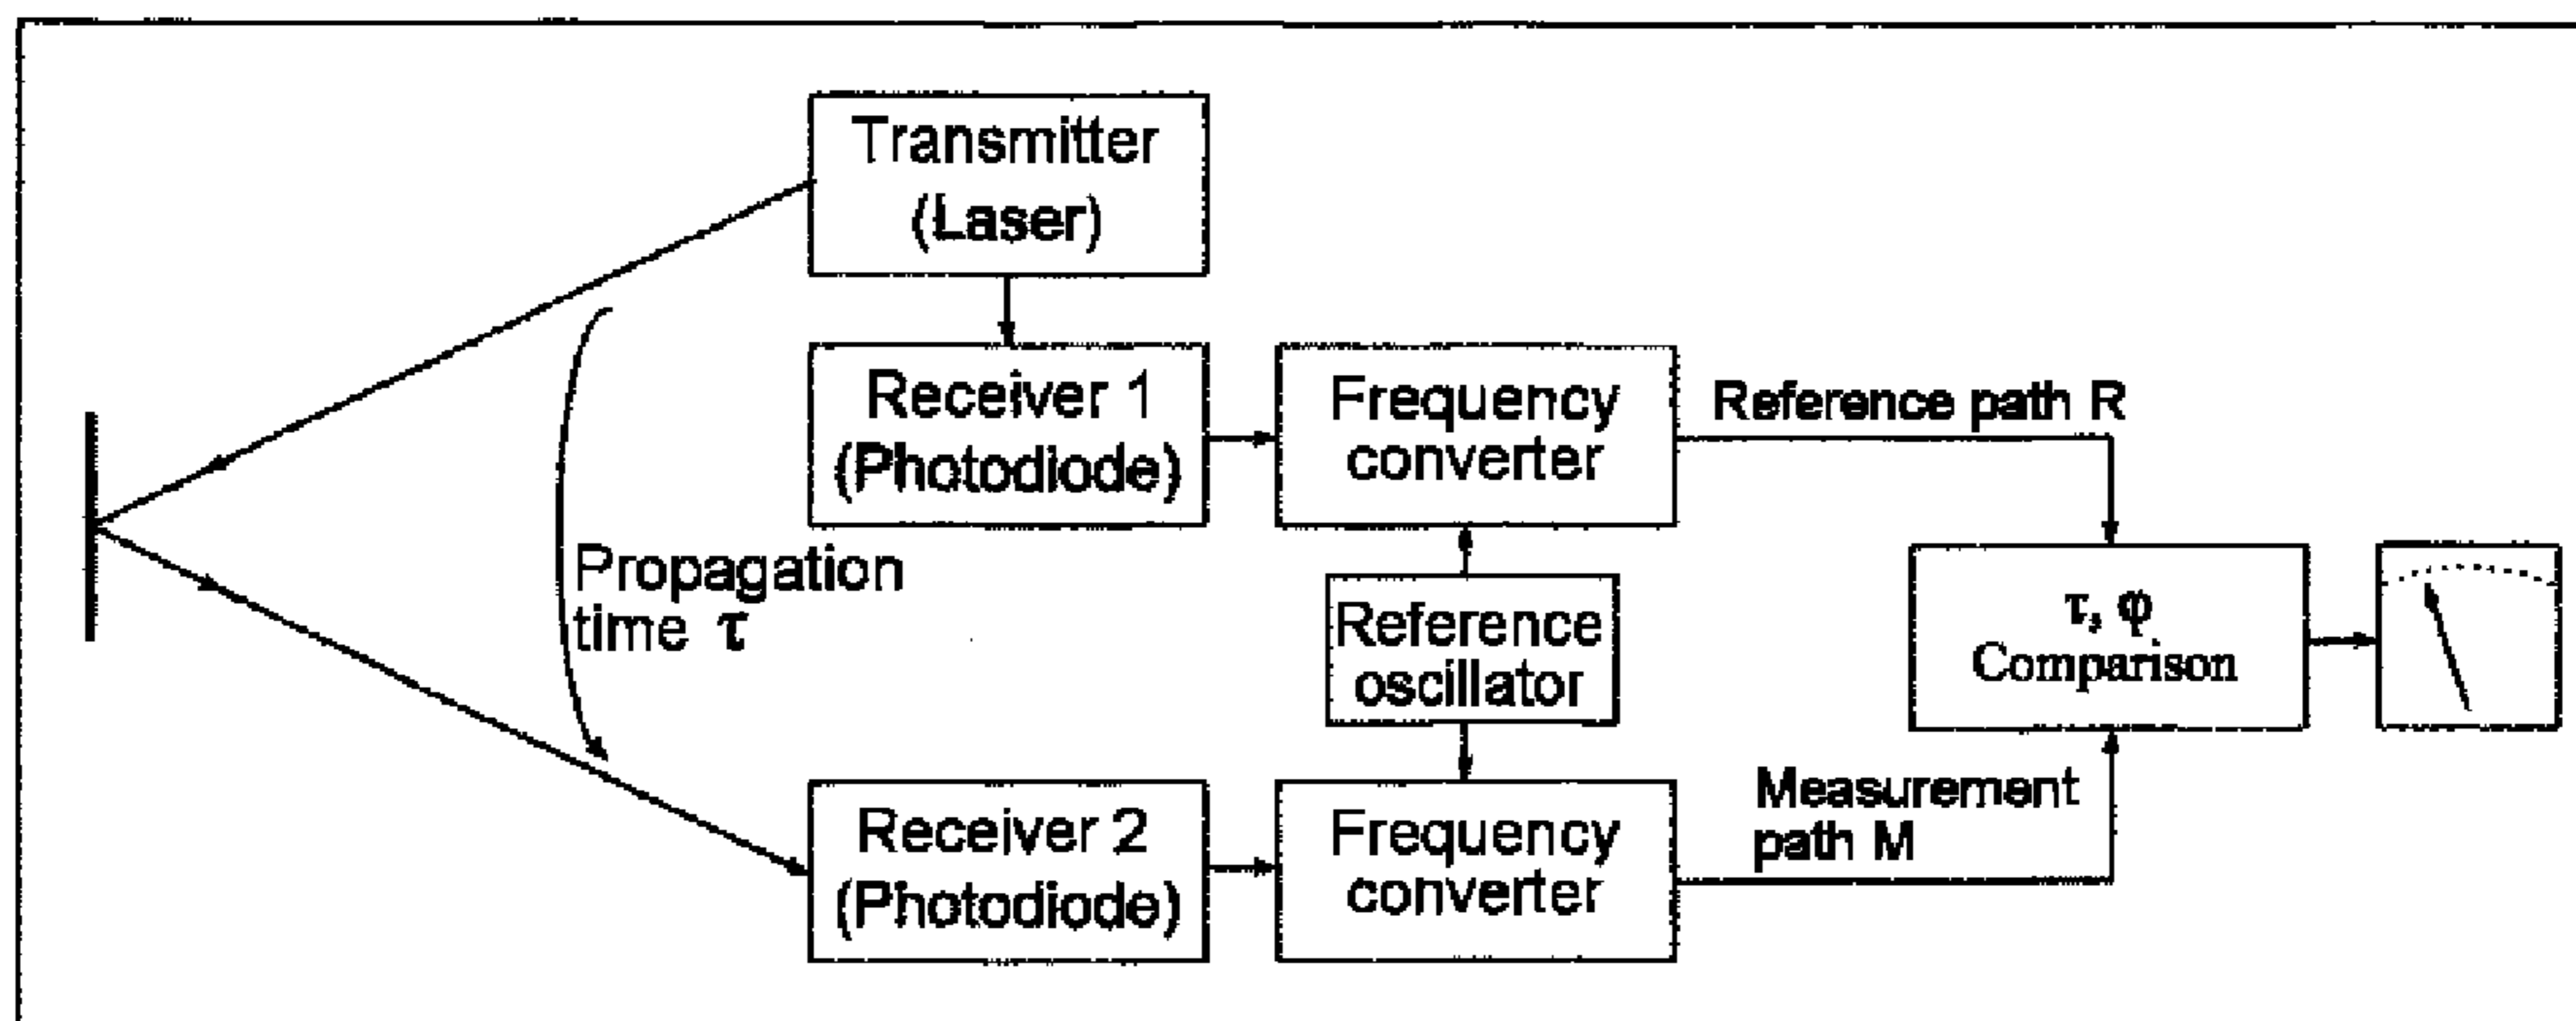 Transmitter
(Laser)
Receiver 1
(Photodiode)
Frequency
converter
Reference path R
Propagation
time τ
Reference
oscillator
τ, φ
Comparison
Receiver 2
(Photodiode)
Frequency
converter
Measurement
path M